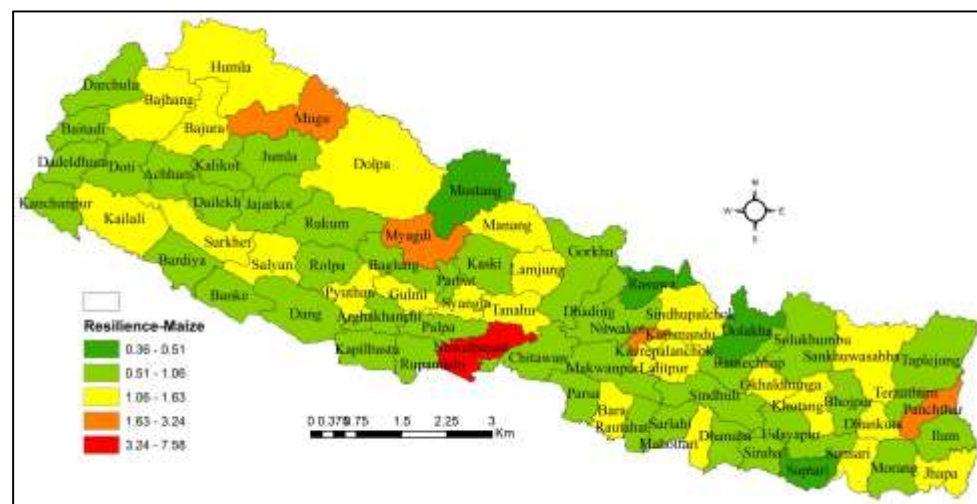 Humla
Darchula
Bajhang
Mugu
Bajura
Baitadi
Jumla
Dolpa
Dadeldhura
Doti
Kalikot
Achham
Mustang
Kanchanpur
Dailekh
Jajarkot
Kailali
Manang
Rukum
Myagdi
Gorkha
Surkhet
Kaski
Lamjung
Bardiya
Salyan
Rolpa
Baglung
Parbat
Rasuwa
Banke
Pyuthan
Gulmi
Syangja
Tanahu
Dhading
Sindhupalchok
Dang
Arghakhanchi
Palpa
Kathmandu
Dolakha
Solukhumbu
Kapilbastu
Chitawan
Kavrepalanchok
Ramechhap
Sankhuwasabha
Taplejung
Makwanpur
Lalitpur
Parsa
Sindhuli
Okhaldhunga
Terhathum
Bara
Khotang
Bhojpur
Panchthar
Rautahat
Sarlahi
Dhankuta
Mahottari
Dhanusa
Udayapur
Ilam
Siraha
Sunsari
Saptari
Morang
Jhapa
N
W E
S
Resilience-Maize
0.36 - 0.51
0.51 - 1.06
1.06 - 1.63
1.63 - 3.24
3.24 - 7.58
1.5 2.25 3
Km